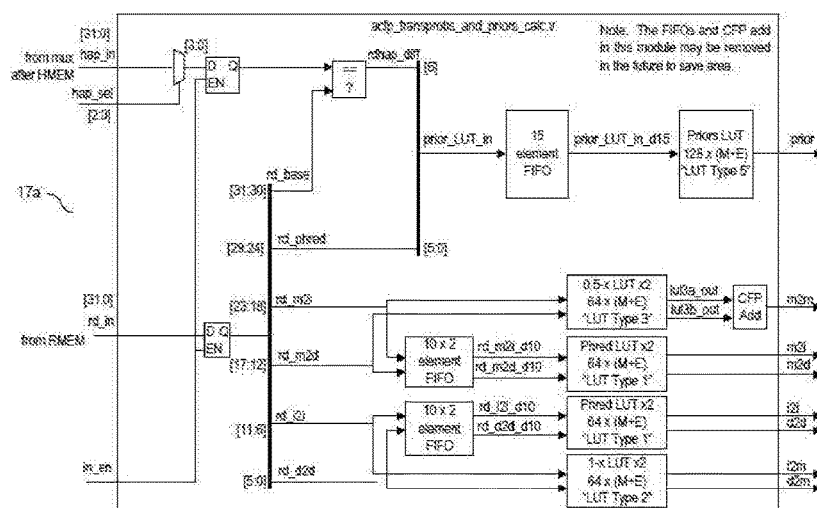 [31:0]
from mux
after HMEM
hap_in
[3:0]
hap_sel
[2:0]
D Q
EN
==
?
rdhap_diff
[6]
acfp_transprobs_and_priors_calc.v
Note: The FIFOs and CFP add
in this module may be removed
in the future to save area.
17a
rd_base
[31:30]
prior_LUT_in
15
element
FIFO
prior_LUT_in_d15
Priors LUT
128 x (M+E)
"LUT Type 5"
prior
[29:24]
rd_phred
[5:0]
[31:0]
rd_in
from RMEM
D Q
EN
[23:18]
rd_m2i
0.5-x LUT x2
64 x (M+E)
"LUT Type 3"
lut3a_out
lut3b_out
CFP
Add
m2m
[17:12]
rd_m2d
10 x 2
element
FIFO
rd_m2i_d10
rd_m2d_d10
Phred LUT x2
64 x (M+E)
"LUT Type 1"
m2i
m2d
[11:6]
rd_i2i
10 x 2
element
FIFO
rd_i2i_d10
rd_d2d_d10
Phred LUT x2
64 x (M+E)
"LUT Type 1"
i2i
d2d
in_en
[5:0]
rd_d2d
1-x LUT x2
64 x (M+E)
"LUT Type 2"
i2m
d2m